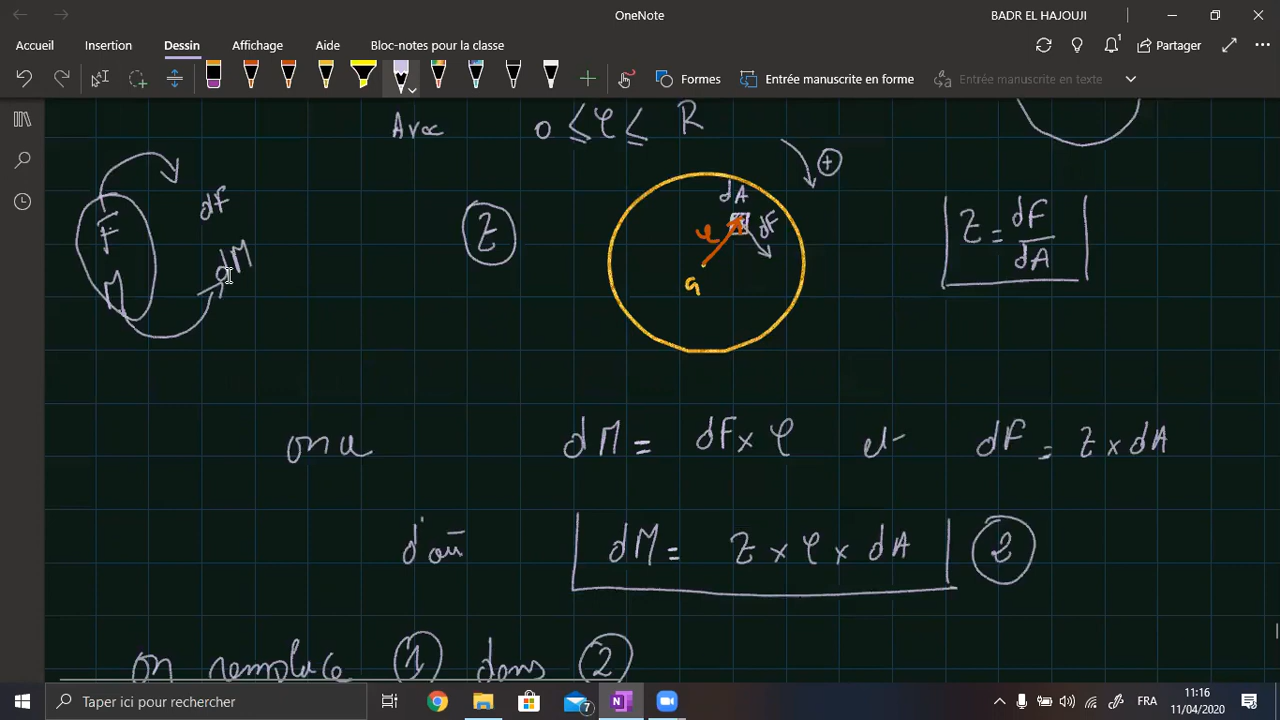 OneNote
BADR EL HAJOUJI
Accueil Insertion Dessin Affichage Aide Bloc-notes pour la classe
Partager
Formes Entrée manuscrite en forme Entrée manuscrite en texte
Avec 0 ≤ φ ≤ R
F dF
M dM
Z
+
dA
dF
φ
G
Z = dF/dA
on a dM = dF x φ et dF = Z x dA
d'où dM = Z x φ x dA 2
on remplace 1 dans 2
Taper ici pour rechercher
7
FRA
11:16
11/04/2020
1